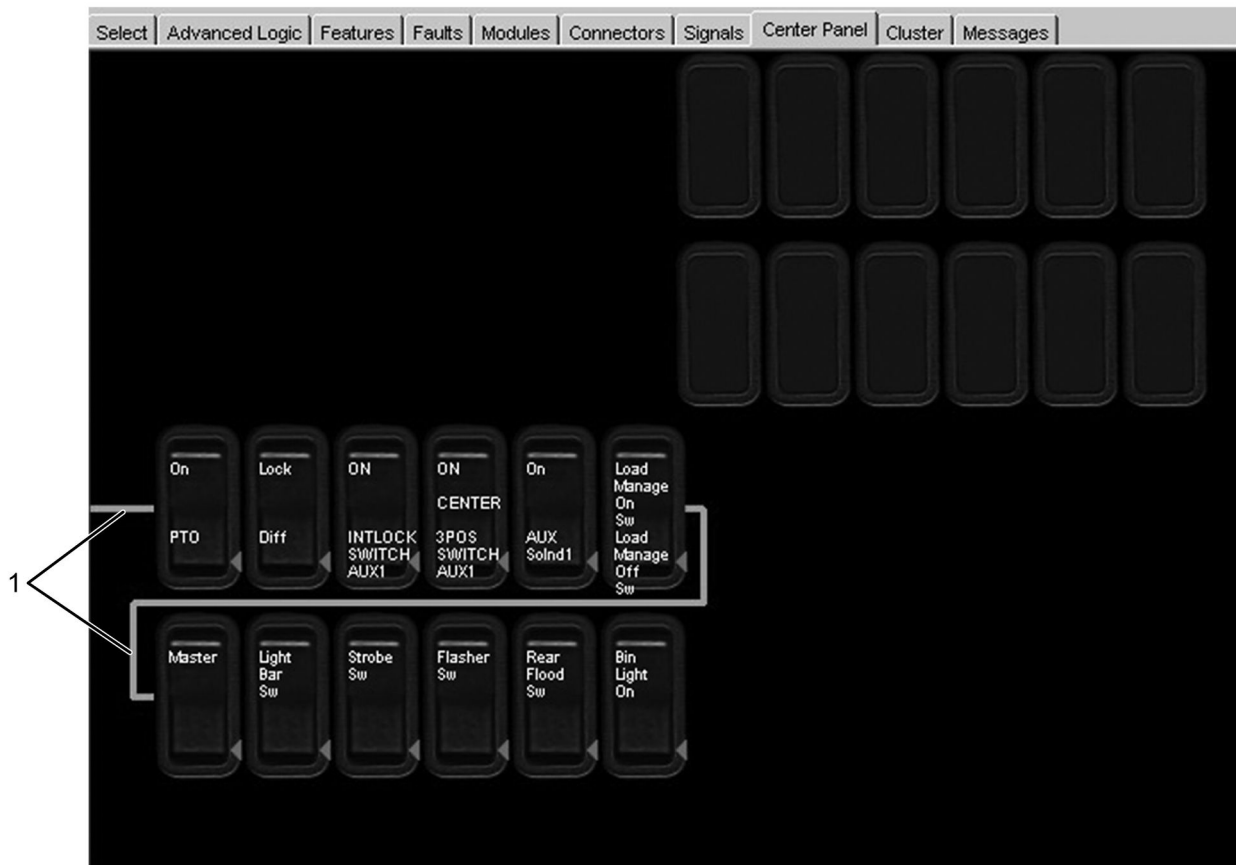 Select Advanced Logic Features Faults Modules Connectors Signals Center Panel Cluster Messages
On
PTO
Lock
Diff
ON
INTLOCK
SWITCH
AUX1
ON
CENTER
3POS
SWITCH
AUX1
On
AUX
Solnd1
Load
Manage
On
Sw
Load
Manage
Off
Sw
1
Master
Light
Bar
Sw
Strobe
Sw
Flasher
Sw
Rear
Flood
Sw
Bin
Light
On